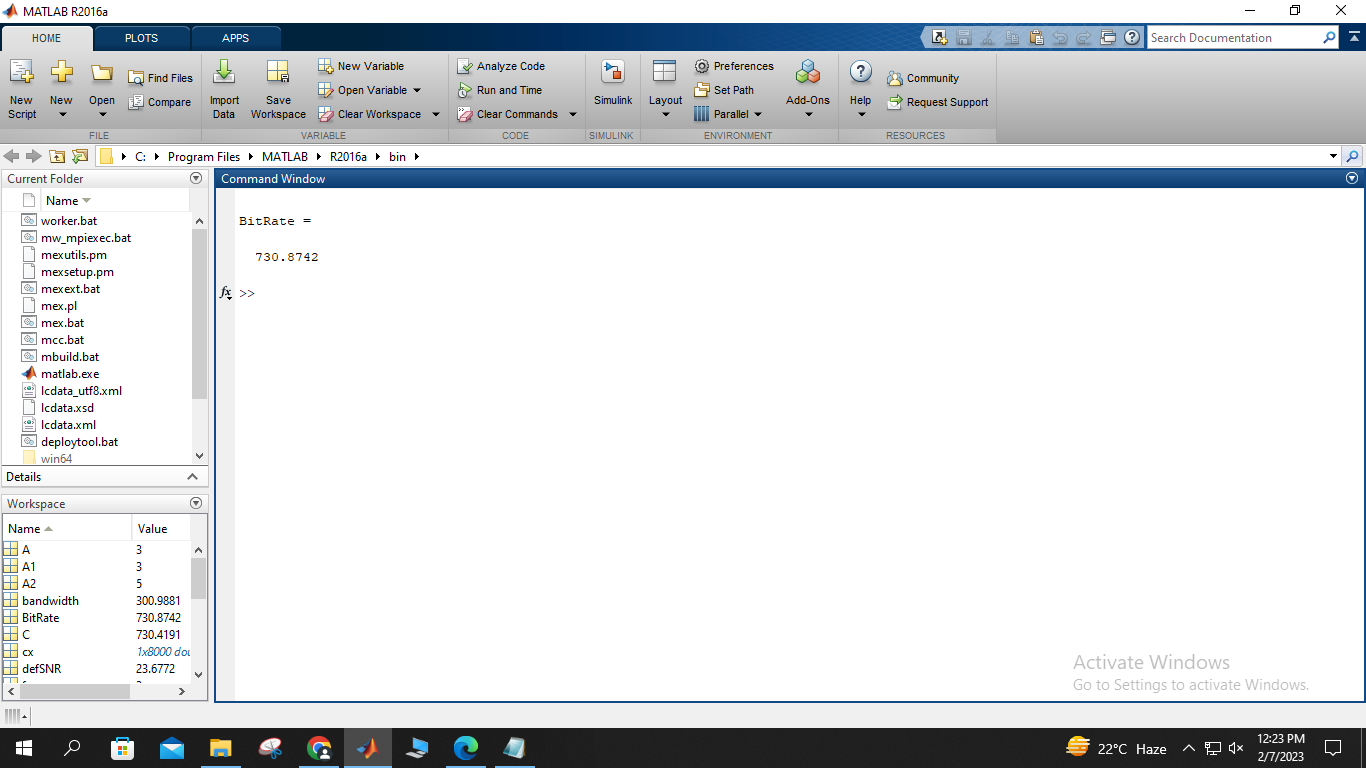 MATLAB R2016a
HOME PLOTS APPS
Search Documentation
New Script
New
Open
Find Files
Compare
Import Data
Save Workspace
New Variable
Open Variable
Clear Workspace
Analyze Code
Run and Time
Clear Commands
Simulink
Layout
Preferences
Set Path
Parallel
Add-Ons
Help
Community
Request Support
FILE VARIABLE CODE SIMULINK ENVIRONMENT RESOURCES
C: Program Files MATLAB R2016a bin
Current Folder
Name
worker.bat
mw_mpiexec.bat
mexutils.pm
mexsetup.pm
mexext.bat
mex.pl
mex.bat
mcc.bat
mbuild.bat
matlab.exe
lcdata_utf8.xml
lcdata.xsd
lcdata.xml
deploytool.bat
win64
Details
Workspace
Name Value
A 3
A1 3
A2 5
bandwidth 300.9881
BitRate 730.8742
C 730.4191
cx 1x8000 dou
defSNR 23.6772
Command Window
BitRate =
730.8742
fx >>
Activate Windows
Go to Settings to activate Windows.
22°C Haze
12:23 PM
2/7/2023